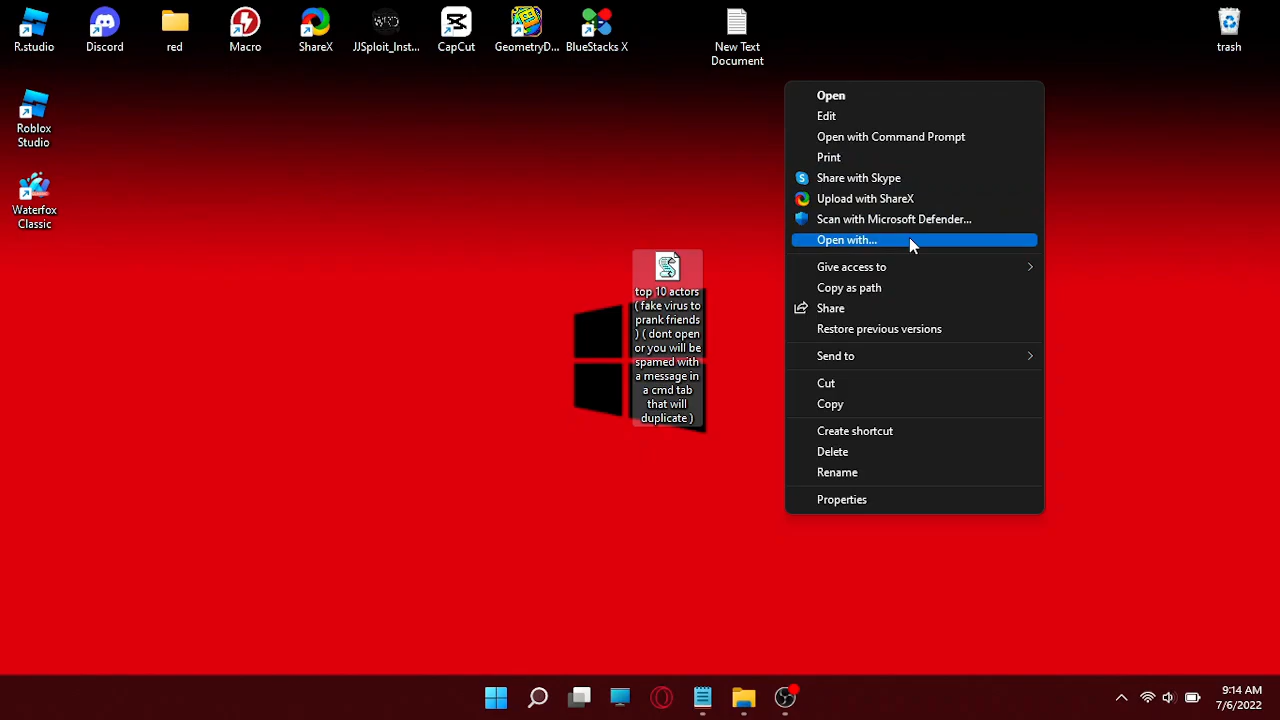 R.studio
Discord
red
Macro
ShareX
JJSploit_Inst...
CapCut
GeometryD...
BlueStacks X
New Text
Document
trash
Roblox
Studio
Waterfox
Classic
top 10 actors
( fake virus to
prank friends
) ( dont open
or you will be
spamed with
a message in
a cmd tab
that will
duplicate )
Open
Edit
Open with Command Prompt
Print
Share with Skype
Upload with ShareX
Scan with Microsoft Defender...
Open with...
Give access to
Copy as path
Share
Restore previous versions
Send to
Cut
Copy
Create shortcut
Delete
Rename
Properties
9:14 AM
7/6/2022